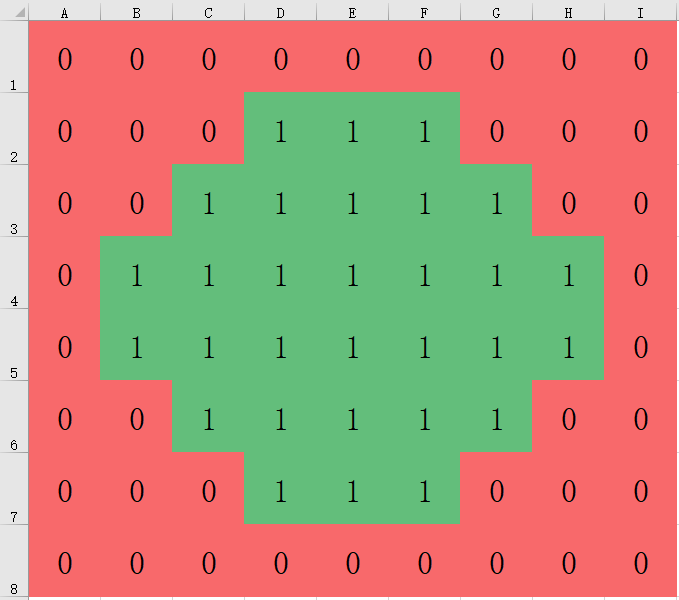 A B C D E F G H I
1 0 0 0 0 0 0 0 0 0
2 0 0 0 1 1 1 0 0 0
3 0 0 1 1 1 1 1 0 0
4 0 1 1 1 1 1 1 1 0
5 0 1 1 1 1 1 1 1 0
6 0 0 1 1 1 1 1 0 0
7 0 0 0 1 1 1 0 0 0
8 0 0 0 0 0 0 0 0 0